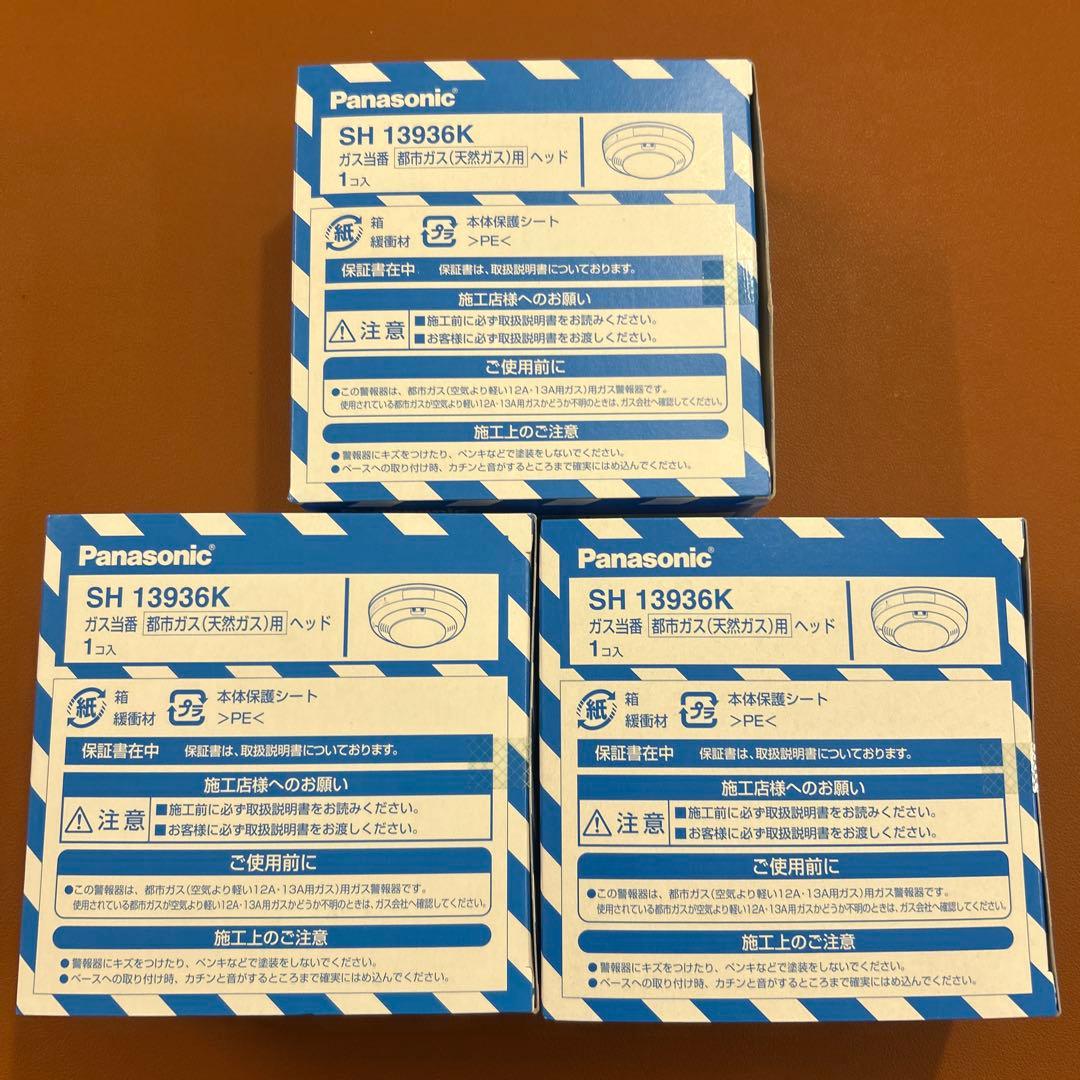 Panasonic®
SH 13936K
ガス当番 都市ガス(天然ガス)用 ヘッド
1コ入
紙 箱 プラ 本体保護シート
緩衝材 >PE<
保証書在中 保証書は、取扱説明書についております。
施工店様へのお願い
注意 ■施工前に必ず取扱説明書をお読みください。
■お客様に必ず取扱説明書をお渡しください。
ご使用前に
●この警報器は、都市ガス(空気より軽い12A・13A用ガス)用ガス警報器です。
使用されている都市ガスが空気より軽い12A・13A用ガスかどうか不明のときは、ガス会社へ確認してください。
施工上のご注意
●警報器にキズをつけたり、ペンキなどで塗装をしないでください。
●ベースへの取り付け時、カチンと音がするところまで確実にはめ込んでください。
Panasonic®
SH 13936K
ガス当番 都市ガス(天然ガス)用 ヘッド
1コ入
紙 箱 プラ 本体保護シート
緩衝材 >PE<
保証書在中 保証書は、取扱説明書についております。
施工店様へのお願い
注意 ■施工前に必ず取扱説明書をお読みください。
■お客様に必ず取扱説明書をお渡しください。
ご使用前に
●この警報器は、都市ガス(空気より軽い12A・13A用ガス)用ガス警報器です。
使用されている都市ガスが空気より軽い12A・13A用ガスかどうか不明のときは、ガス会社へ確認してください。
施工上のご注意
●警報器にキズをつけたり、ペンキなどで塗装をしないでください。
●ベースへの取り付け時、カチンと音がするところまで確実にはめ込んでください。
Panasonic®
SH 13936K
ガス当番 都市ガス(天然ガス)用 ヘッド
1コ入
紙 箱 プラ 本体保護シート
緩衝材 >PE<
保証書在中 保証書は、取扱説明書についております。
施工店様へのお願い
注意 ■施工前に必ず取扱説明書をお読みください。
■お客様に必ず取扱説明書をお渡しください。
ご使用前に
●この警報器は、都市ガス(空気より軽い12A・13A用ガス)用ガス警報器です。
使用されている都市ガスが空気より軽い12A・13A用ガスかどうか不明のときは、ガス会社へ確認してください。
施工上のご注意
●警報器にキズをつけたり、ペンキなどで塗装をしないでください。
●ベースへの取り付け時、カチンと音がするところまで確実にはめ込んでください。